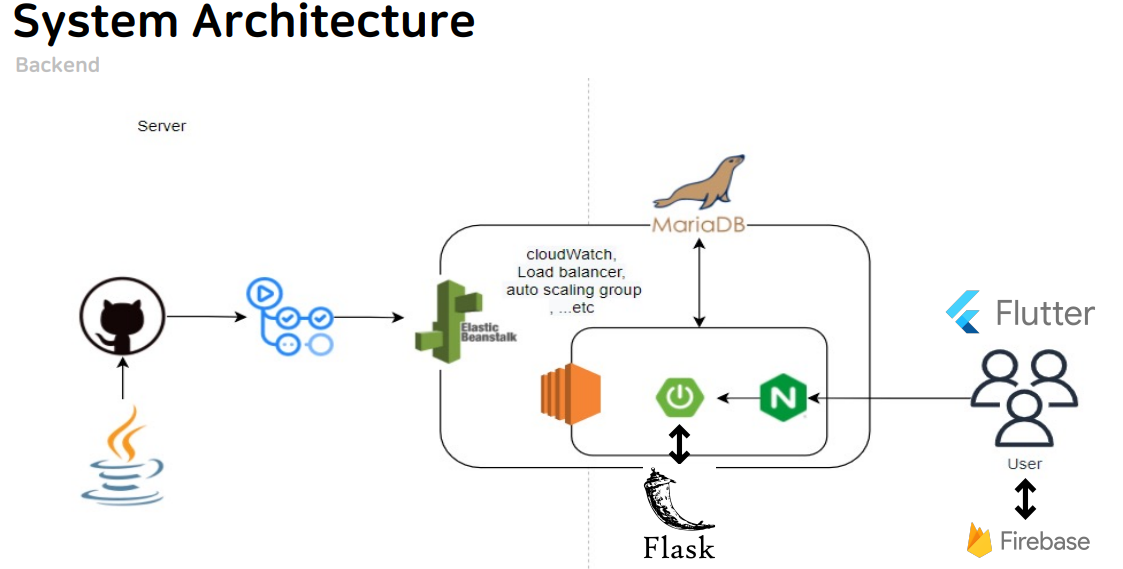 System Architecture
Backend
Server
MariaDB
cloudWatch,
Load balancer,
auto scaling group
, ...etc
Elastic
Beanstalk
Flutter
N
User
Flask
Firebase